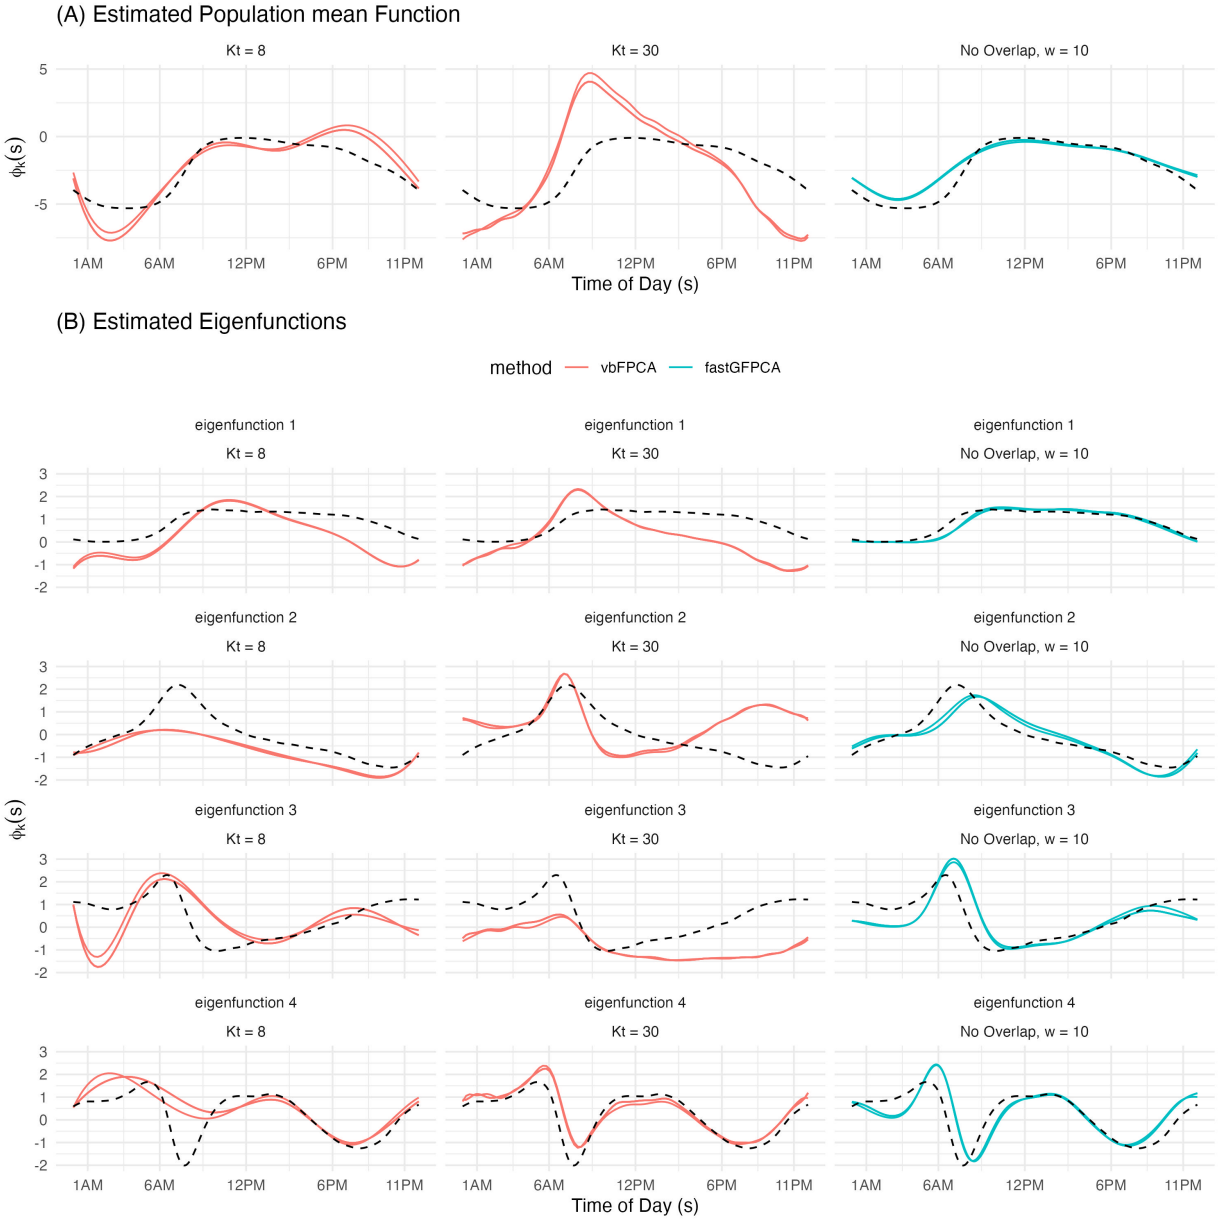 (A) Estimated Population mean Function
Kt = 8 Kt = 30 No Overlap, w = 10
5
0
-5
ϕk(s)
1AM 6AM 12PM 6PM 11PM 1AM 6AM 12PM 6PM 11PM 1AM 6AM 12PM 6PM 11PM
Time of Day (s)
(B) Estimated Eigenfunctions
method vbFPCA fastGFPCA
eigenfunction 1 eigenfunction 1 eigenfunction 1
Kt = 8 Kt = 30 No Overlap, w = 10
3
2
1
0
-1
-2
eigenfunction 2 eigenfunction 2 eigenfunction 2
Kt = 8 Kt = 30 No Overlap, w = 10
3
2
1
0
-1
-2
ϕk(s)
eigenfunction 3 eigenfunction 3 eigenfunction 3
Kt = 8 Kt = 30 No Overlap, w = 10
3
2
1
0
-1
-2
eigenfunction 4 eigenfunction 4 eigenfunction 4
Kt = 8 Kt = 30 No Overlap, w = 10
3
2
1
0
-1
-2
1AM 6AM 12PM 6PM 11PM 1AM 6AM 12PM 6PM 11PM 1AM 6AM 12PM 6PM 11PM
Time of Day (s)